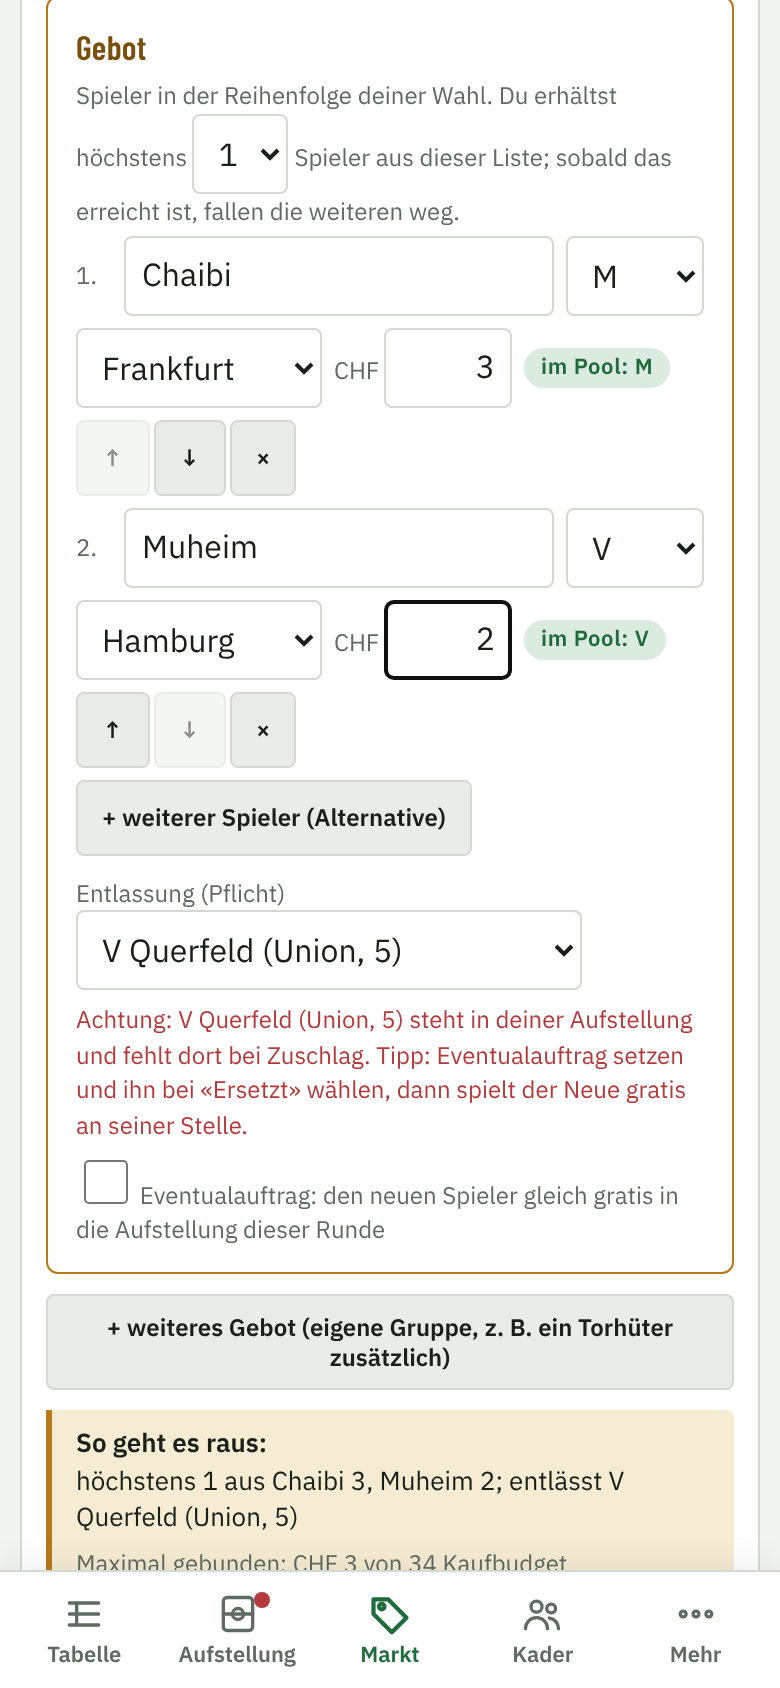 Gebot
Spieler in der Reihenfolge deiner Wahl. Du erhältst
höchstens 1 Spieler aus dieser Liste; sobald das
erreicht ist, fallen die weiteren weg.
1. Chaibi M
Frankfurt CHF 3 im Pool: M
↑ ↓ ×
2. Muheim V
Hamburg CHF 2 im Pool: V
↑ ↓ ×
+ weiterer Spieler (Alternative)
Entlassung (Pflicht)
V Querfeld (Union, 5)
Achtung: V Querfeld (Union, 5) steht in deiner Aufstellung
und fehlt dort bei Zuschlag. Tipp: Eventualauftrag setzen
und ihn bei «Ersetzt» wählen, dann spielt der Neue gratis
an seiner Stelle.
Eventualauftrag: den neuen Spieler gleich gratis in
die Aufstellung dieser Runde
+ weiteres Gebot (eigene Gruppe, z. B. ein Torhüter
zusätzlich)
So geht es raus:
höchstens 1 aus Chaibi 3, Muheim 2; entlässt V
Querfeld (Union, 5)
Maximal gebunden: CHF 3 von 34 Kaufbudget
Tabelle Aufstellung Markt Kader Mehr